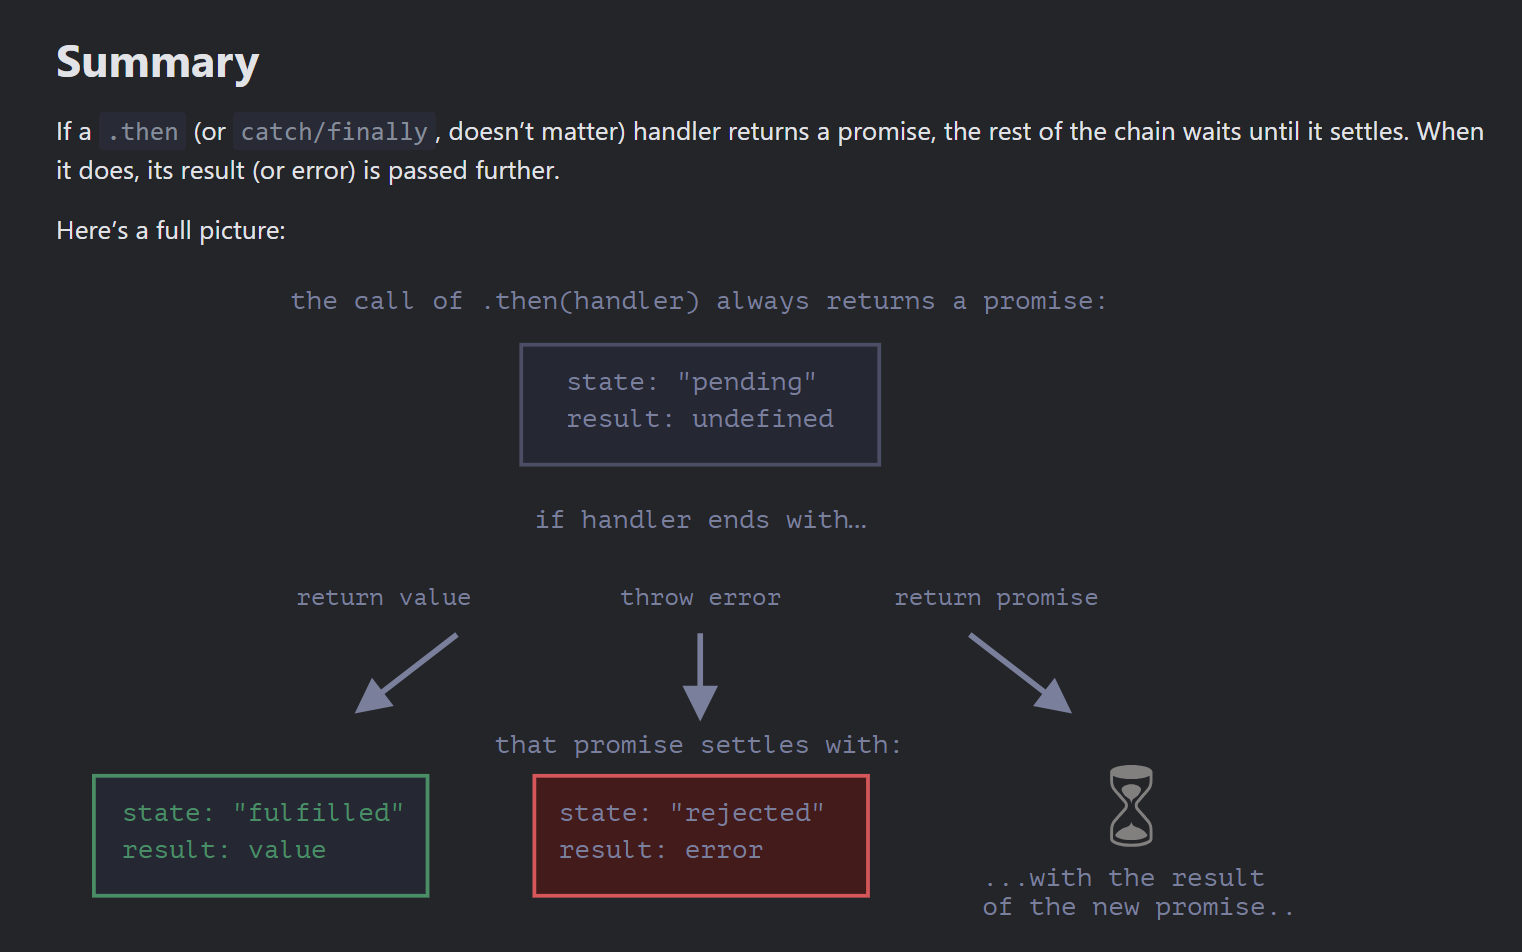 Summary
If a .then (or catch/finally, doesn’t matter) handler returns a promise, the rest of the chain waits until it settles. When
it does, its result (or error) is passed further.
Here’s a full picture:
the call of .then(handler) always returns a promise:
state: "pending"
result: undefined
if handler ends with…
return value
throw error
return promise
that promise settles with:
state: "fulfilled"
result: value
state: "rejected"
result: error
...with the result
of the new promise..